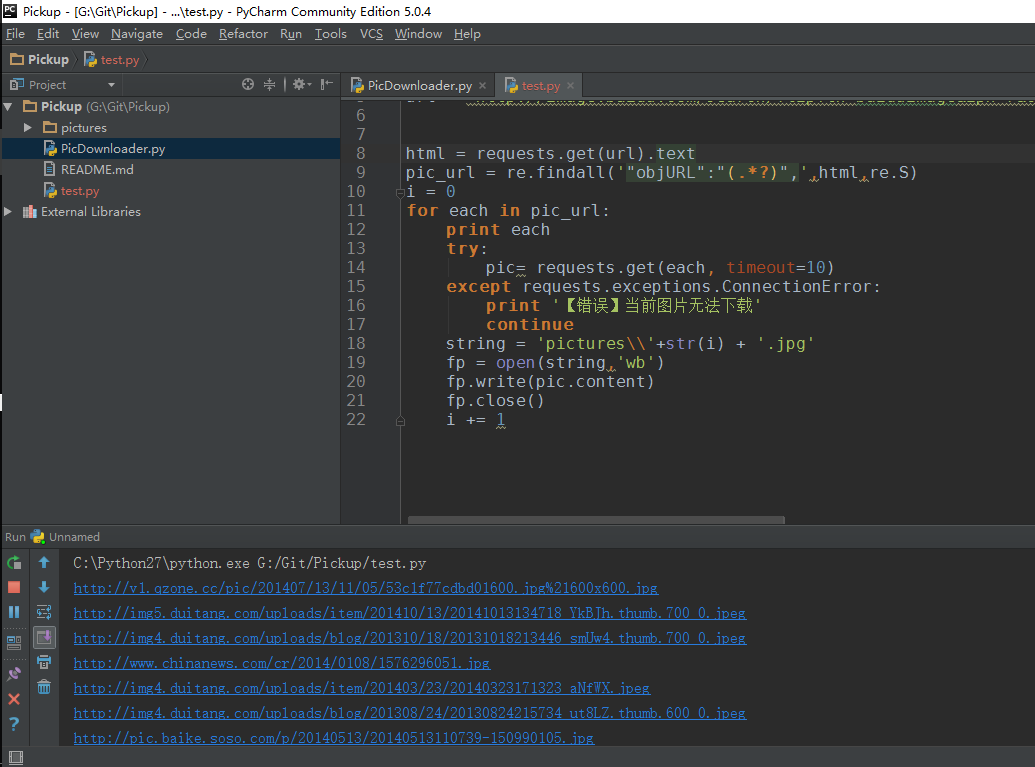 Pickup - [G:\Git\Pickup] - ...\test.py - PyCharm Community Edition 5.0.4
File Edit View Navigate Code Refactor Run Tools VCS Window Help
Pickup test.py
Project
PicDownloader.py × test.py ×
Pickup (G:\Git\Pickup)
pictures
PicDownloader.py
README.md
test.py
External Libraries
6
7
8 html = requests.get(url).text
9 pic_url = re.findall('"objURL":"(.*?)",',html,re.S)
10 i = 0
11 for each in pic_url:
12 print each
13 try:
14 pic= requests.get(each, timeout=10)
15 except requests.exceptions.ConnectionError:
16 print '【错误】当前图片无法下载'
17 continue
18 string = 'pictures\\'+str(i) + '.jpg'
19 fp = open(string,'wb')
20 fp.write(pic.content)
21 fp.close()
22 i += 1
Run Unnamed
C:\Python27\python.exe G:/Git/Pickup/test.py
http://v1.qzone.cc/pic/201407/13/11/05/53c1f77cdbd01600.jpg%21600x600.jpg
http://img5.duitang.com/uploads/item/201410/13/20141013134718_YkBJh.thumb.700_0.jpeg
http://img4.duitang.com/uploads/blog/201310/18/20131018213446_smUw4.thumb.700_0.jpeg
http://www.chinanews.com/cr/2014/0108/1576296051.jpg
http://img4.duitang.com/uploads/item/201403/23/20140323171323_aNfWX.jpeg
http://img4.duitang.com/uploads/blog/201308/24/20130824215734_ut8LZ.thumb.600_0.jpeg
http://pic.baike.soso.com/p/20140513/20140513110739-150990105.jpg